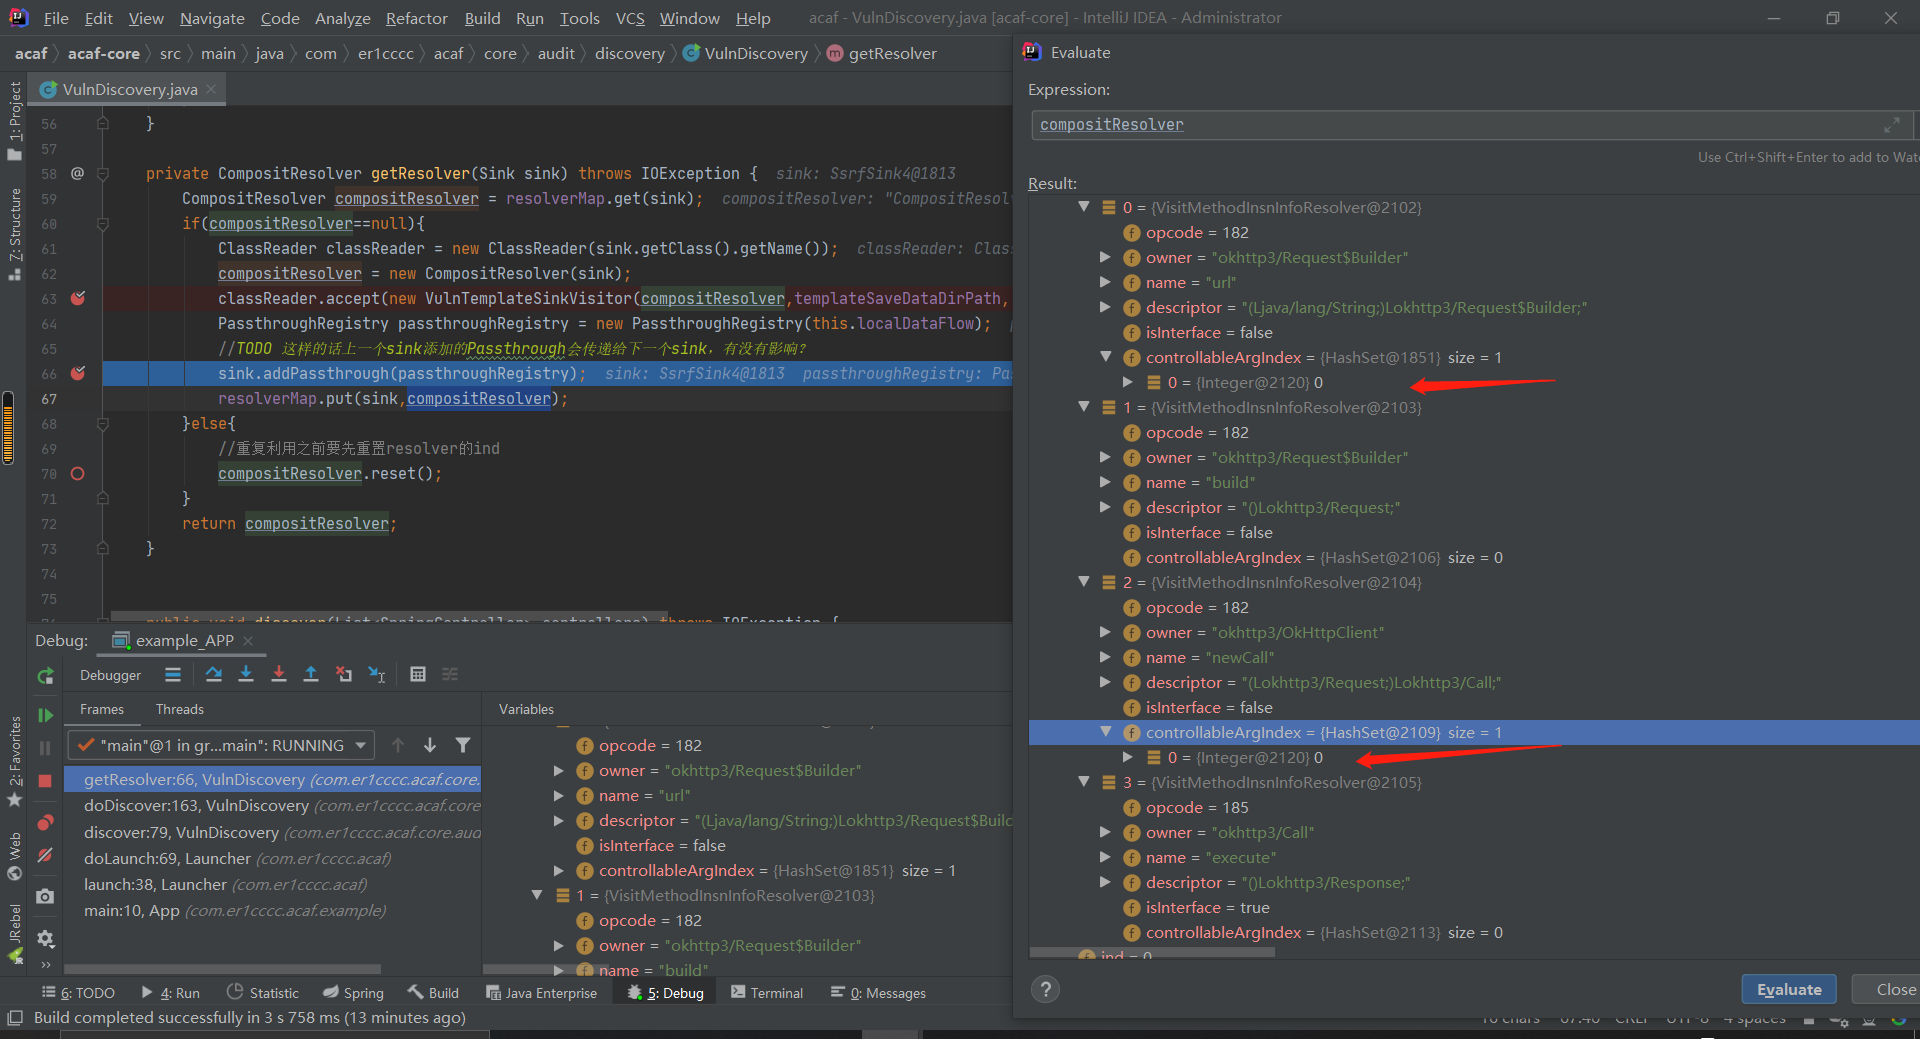 File Edit View Navigate Code Analyze Refactor Build Run Tools VCS Window Help acaf - VulnDiscovery.java [acaf-core] - IntelliJ IDEA - Administrator
acaf acaf-core src main java com er1cccc acaf core audit discovery VulnDiscovery getResolver
VulnDiscovery.java
1: Project
7: Structure
2: Favorites
Web
JRebel
56 }
57
58 @ private CompositResolver getResolver(Sink sink) throws IOException { sink: SsrfSink4@1813
59 CompositResolver compositResolver = resolverMap.get(sink); compositResolver: "CompositResol
60 if(compositResolver==null){
61 ClassReader classReader = new ClassReader(sink.getClass().getName()); classReader: Clas
62 compositResolver = new CompositResolver(sink);
63 classReader.accept(new VulnTemplateSinkVisitor(compositResolver,templateSaveDataDirPath,
64 PassthroughRegistry passthroughRegistry = new PassthroughRegistry(this.localDataFlow);
65 //TODO 这样的话上一个sink添加的Passthrough会传递给下一个sink，有没有影响?
66 sink.addPassthrough(passthroughRegistry); sink: SsrfSink4@1813 passthroughRegistry: Pa
67 resolverMap.put(sink,compositResolver);
68 }else{
69 //重复利用之前要先重置resolver的ind
70 compositResolver.reset();
71 }
72 return compositResolver;
73 }
74
75
public void discover(List<SpringController> controllers) throws IOException {
Debug: example_APP
Debugger
Frames Threads
"main"@1 in gr...main": RUNNING
getResolver:66, VulnDiscovery (com.er1cccc.acaf.core.
doDiscover:163, VulnDiscovery (com.er1cccc.acaf.core
discover:79, VulnDiscovery (com.er1cccc.acaf.core.aud
doLaunch:69, Launcher (com.er1cccc.acaf)
launch:38, Launcher (com.er1cccc.acaf)
main:10, App (com.er1cccc.acaf.example)
Variables
opcode = 182
owner = "okhttp3/Request$Builder"
name = "url"
descriptor = "(Ljava/lang/String;)Lokhttp3/Request$Builc
isInterface = false
controllableArgIndex = {HashSet@1851} size = 1
1 = {VisitMethodInsnInfoResolver@2103}
opcode = 182
owner = "okhttp3/Request$Builder"
name = "build"
Evaluate
Expression:
compositResolver
Use Ctrl+Shift+Enter to add to Wat
Result:
0 = {VisitMethodInsnInfoResolver@2102}
opcode = 182
owner = "okhttp3/Request$Builder"
name = "url"
descriptor = "(Ljava/lang/String;)Lokhttp3/Request$Builder;"
isInterface = false
controllableArgIndex = {HashSet@1851} size = 1
0 = {Integer@2120} 0
1 = {VisitMethodInsnInfoResolver@2103}
opcode = 182
owner = "okhttp3/Request$Builder"
name = "build"
descriptor = "()Lokhttp3/Request;"
isInterface = false
controllableArgIndex = {HashSet@2106} size = 0
2 = {VisitMethodInsnInfoResolver@2104}
opcode = 182
owner = "okhttp3/OkHttpClient"
name = "newCall"
descriptor = "(Lokhttp3/Request;)Lokhttp3/Call;"
isInterface = false
controllableArgIndex = {HashSet@2109} size = 1
0 = {Integer@2120} 0
3 = {VisitMethodInsnInfoResolver@2105}
opcode = 185
owner = "okhttp3/Call"
name = "execute"
descriptor = "()Lokhttp3/Response;"
isInterface = true
controllableArgIndex = {HashSet@2113} size = 0
ind = 0
? Evaluate Close
6: TODO 4: Run Statistic Spring Build Java Enterprise 5: Debug Terminal 0: Messages
Build completed successfully in 3 s 758 ms (13 minutes ago) 16 chars 67:46 CRLF UTF-8 4 spaces